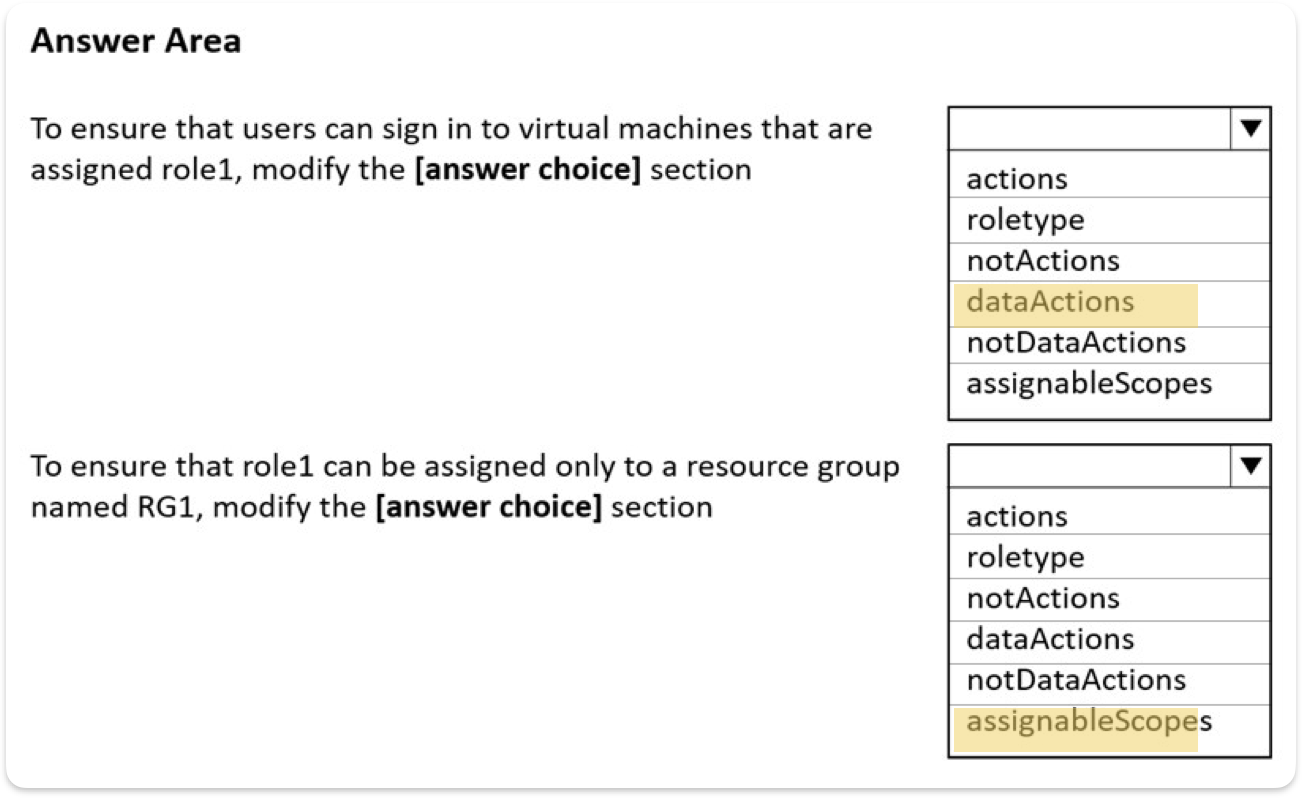 Answer Area
To ensure that users can sign in to virtual machines that are
assigned role1, modify the [answer choice] section
actions
roletype
notActions
dataActions
notDataActions
assignableScopes
To ensure that role1 can be assigned only to a resource group
named RG1, modify the [answer choice] section
actions
roletype
notActions
dataActions
notDataActions
assignableScopes